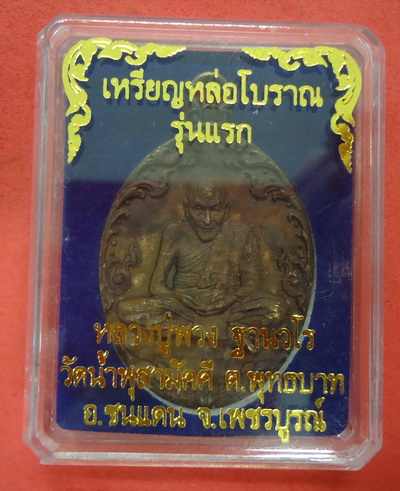 เหรียญหล่อโบราณ
รุ่นแรก
หลวงปู่พวง ฐานวโร
วัดน้ำพุสามัคคี ต.พุทธบาท
อ.ชนแดน จ.เพชรบูรณ์